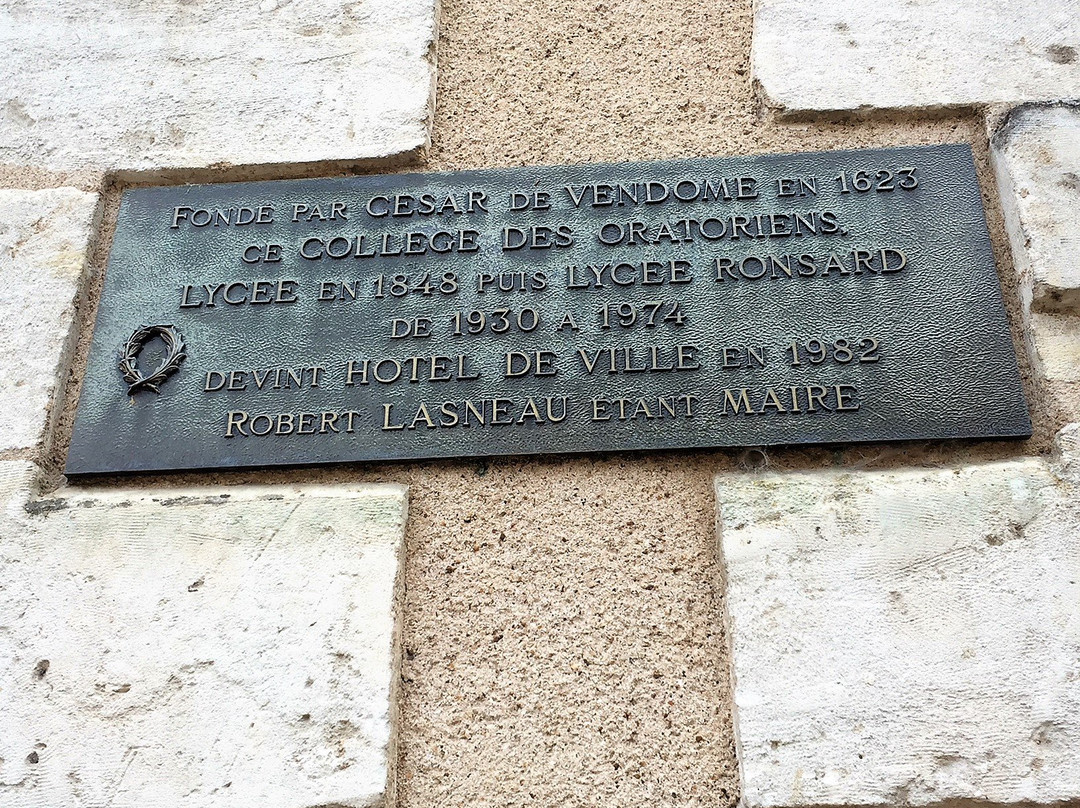 FONDE PAR CESAR DE VENDOME EN 1623
CE COLLEGE DES ORATORIENS,
LYCEE EN 1848 PUIS LYCEE RONSARD
DE 1930 A 1974
DEVINT HOTEL DE VILLE EN 1982
ROBERT LASNEAU ETANT MAIRE